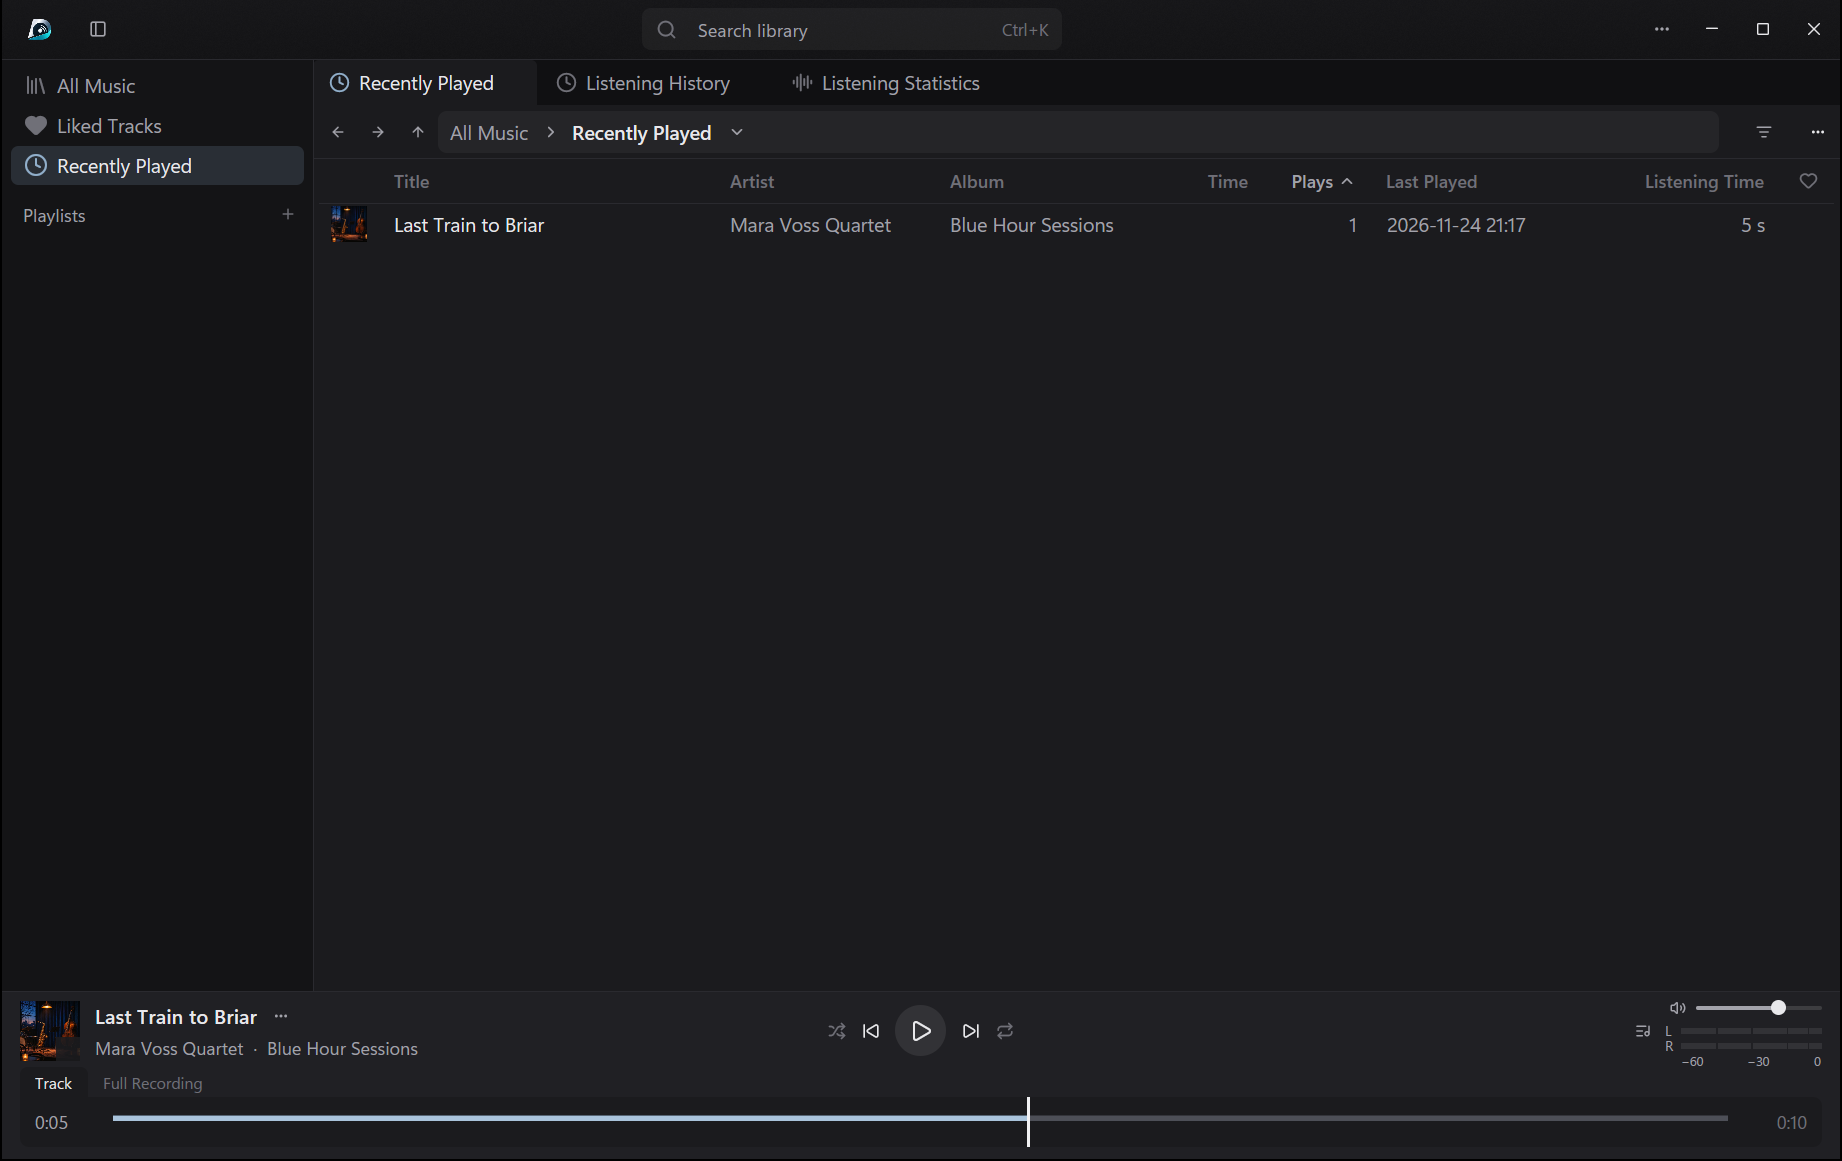 Search library Ctrl+K
All Music
Liked Tracks
Recently Played
Playlists
Recently Played Listening History Listening Statistics
All Music Recently Played
Title Artist Album Time Plays Last Played Listening Time
Last Train to Briar Mara Voss Quartet Blue Hour Sessions 1 2026-11-24 21:17 5 s
Last Train to Briar
Mara Voss Quartet · Blue Hour Sessions
L
R
−60 −30 0
Track Full Recording
0:05 0:10